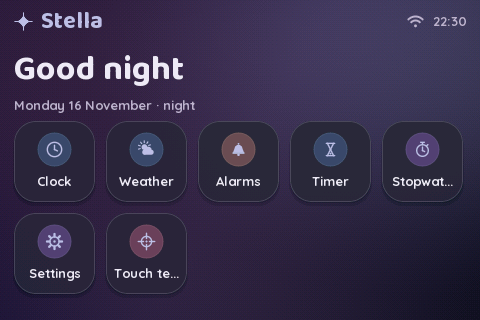 Stella
22:30
Good night
Monday 16 November · night
Clock
Weather
Alarms
Timer
Stopwat...
Settings
Touch te...